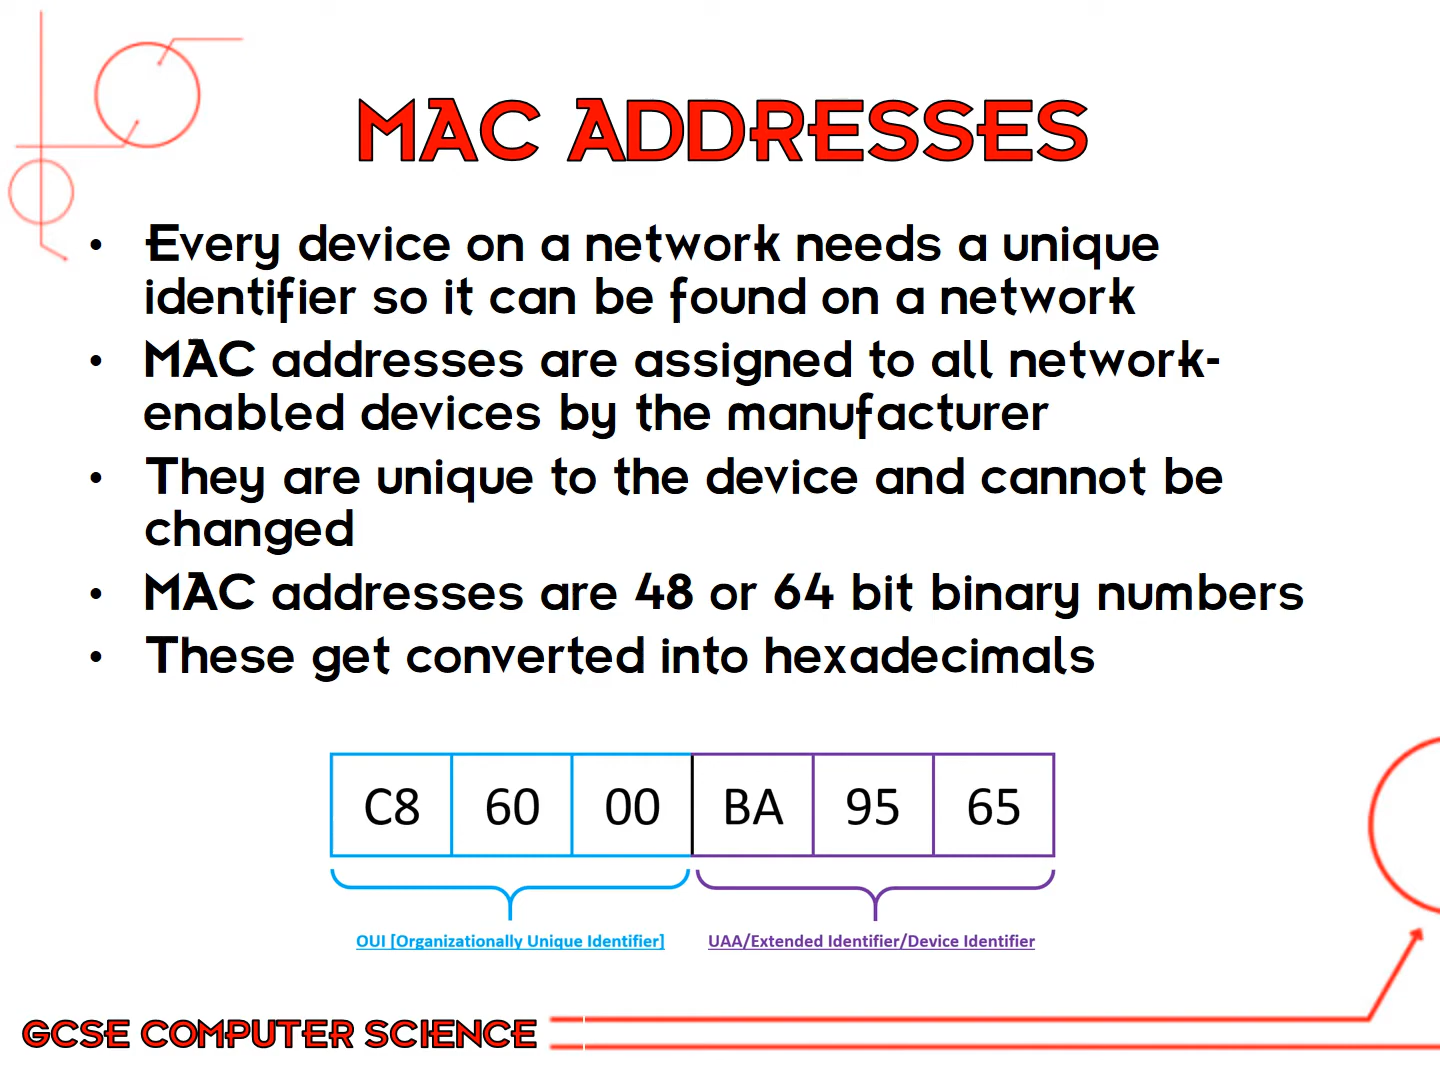 MAC ADDRESSES
• Every device on a network needs a unique
identifier so it can be found on a network
• MAC addresses are assigned to all network-
enabled devices by the manufacturer
• They are unique to the device and cannot be
changed
• MAC addresses are 48 or 64 bit binary numbers
• These get converted into hexadecimals
C8 60 00 BA 95 65
OUI [Organizationally Unique Identifier] UAA/Extended Identifier/Device Identifier
GCSE COMPUTER SCIENCE